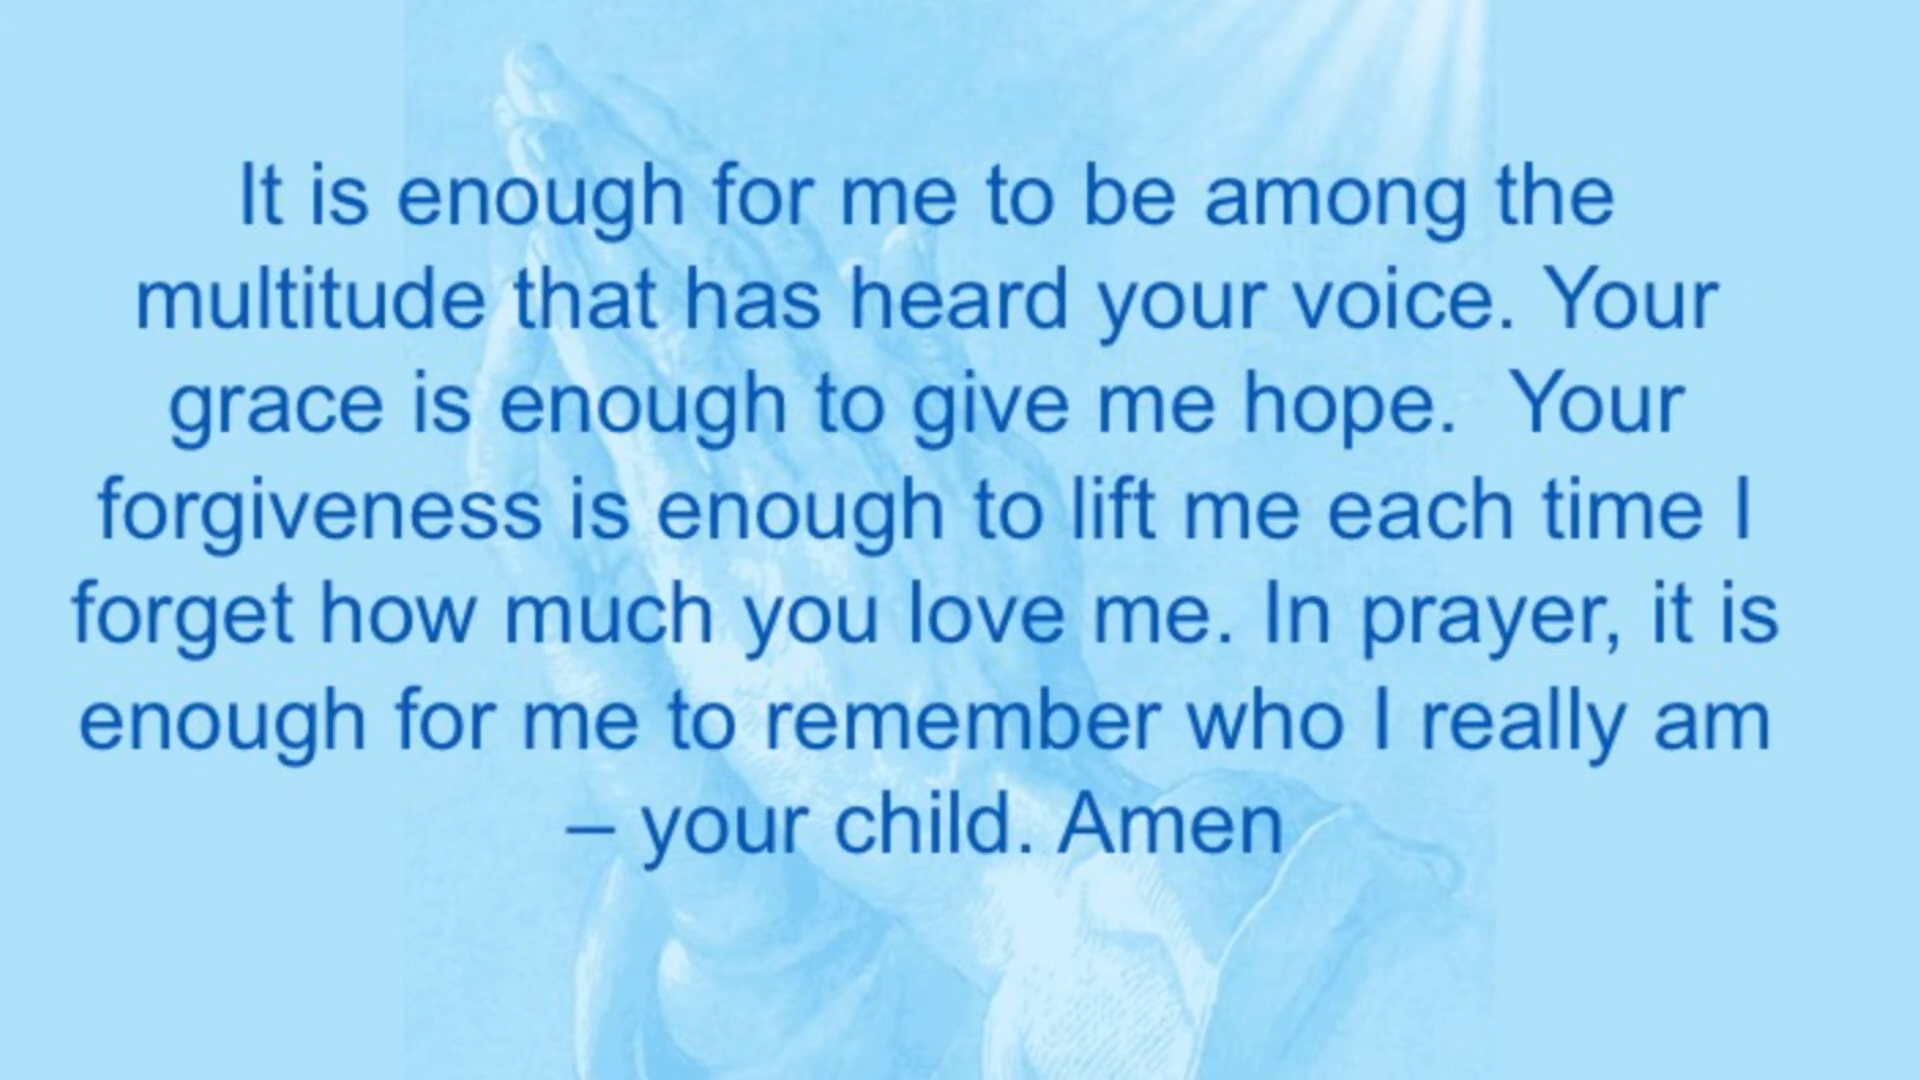 It is enough for me to be among the
multitude that has heard your voice. Your
grace is enough to give me hope.  Your
forgiveness is enough to lift me each time I
forget how much you love me. In prayer, it is
enough for me to remember who I really am
– your child. Amen